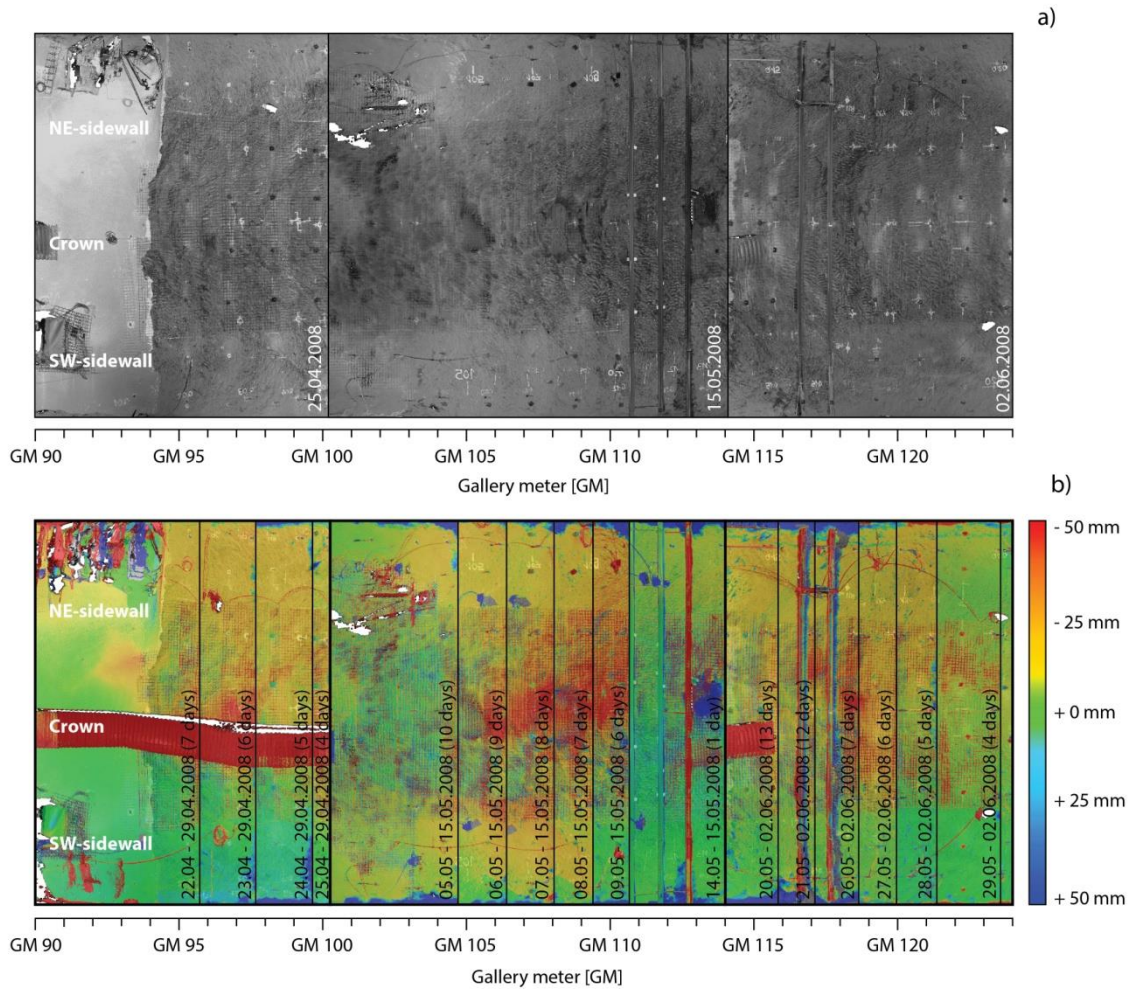 a)
NE-sidewall
Crown
SW-sidewall
25.04.2008
15.05.2008
02.06.2008
GM 90 GM 95 GM 100 GM 105 GM 110 GM 115 GM 120
Gallery meter [GM]
b)
NE-sidewall
Crown
SW-sidewall
22.04 - 29.04.2008 (7 days)
23.04 - 29.04.2008 (6 days)
24.04 - 29.04.2008 (5 days)
25.04 - 29.04.2008 (4 days)
05.05 - 15.05.2008 (10 days)
06.05 - 15.05.2008 (9 days)
07.05 - 15.05.2008 (8 days)
08.05 - 15.05.2008 (7 days)
09.05 - 15.05.2008 (6 days)
14.05 - 15.05.2008 (1 day)
20.05 - 02.06.2008 (13 days)
21.05 - 02.06.2008 (12 days)
26.05 - 02.06.2008 (7 days)
27.05 - 02.06.2008 (6 days)
28.05 - 02.06.2008 (5 days)
29.05 - 02.06.2008 (4 days)
- 50 mm
- 25 mm
+ 0 mm
+ 25 mm
+ 50 mm
GM 90 GM 95 GM 100 GM 105 GM 110 GM 115 GM 120
Gallery meter [GM]